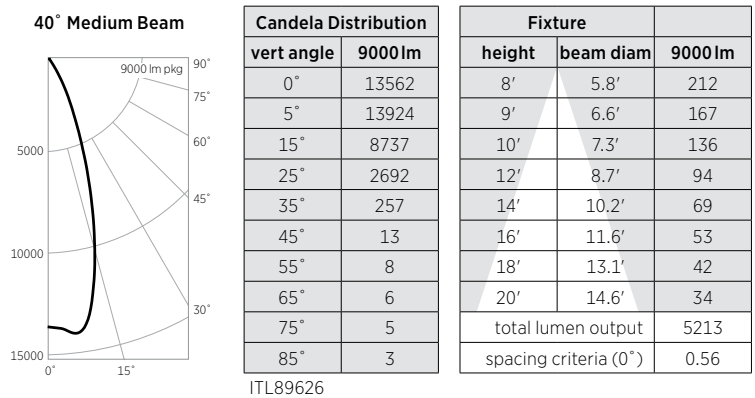 40˚ Medium Beam
9000 lm pkg
90˚
75˚
60˚
45˚
30˚
5000
10000
15000
0˚ 15˚
Candela Distribution
vert angle 9000 lm
0˚ 13562
5˚ 13924
15˚ 8737
25˚ 2692
35˚ 257
45˚ 13
55˚ 8
65˚ 6
75˚ 5
85˚ 3
ITL89626
Fixture
height beam diam 9000 lm
8′ 5.8′ 212
9′ 6.6′ 167
10′ 7.3′ 136
12′ 8.7′ 94
14′ 10.2′ 69
16′ 11.6′ 53
18′ 13.1′ 42
20′ 14.6′ 34
total lumen output 5213
spacing criteria (0˚) 0.56